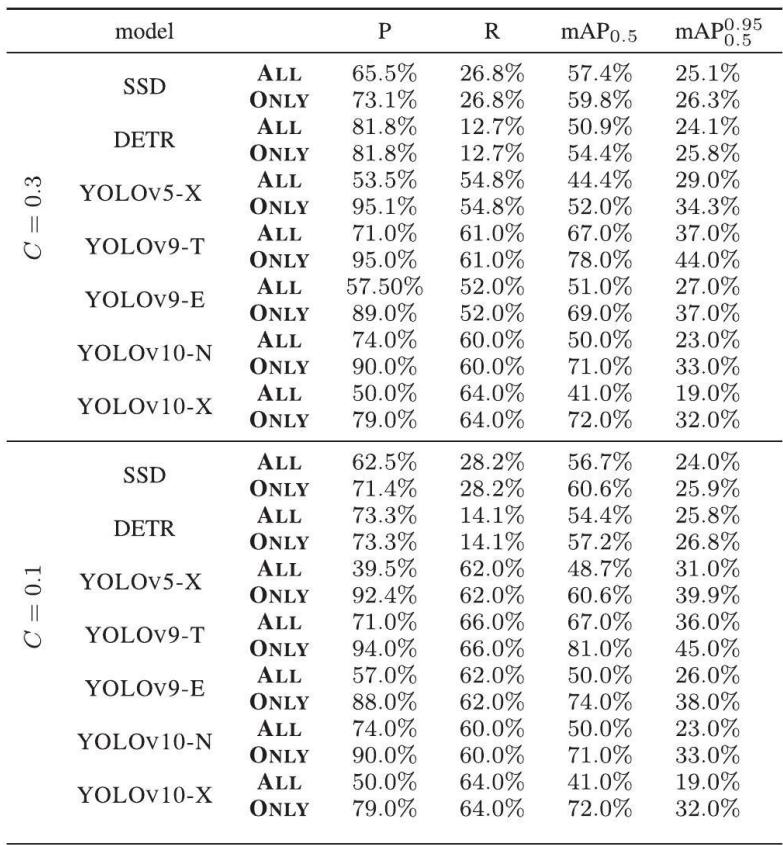 model P R mAP0.5 mAP0.5^0.95
C = 0.3
SSD ALL 65.5% 26.8% 57.4% 25.1%
ONLY 73.1% 26.8% 59.8% 26.3%
DETR ALL 81.8% 12.7% 50.9% 24.1%
ONLY 81.8% 12.7% 54.4% 25.8%
YOLOv5-X ALL 53.5% 54.8% 44.4% 29.0%
ONLY 95.1% 54.8% 52.0% 34.3%
YOLOv9-T ALL 71.0% 61.0% 67.0% 37.0%
ONLY 95.0% 61.0% 78.0% 44.0%
YOLOv9-E ALL 57.50% 52.0% 51.0% 27.0%
ONLY 89.0% 52.0% 69.0% 37.0%
YOLOv10-N ALL 74.0% 60.0% 50.0% 23.0%
ONLY 90.0% 60.0% 71.0% 33.0%
YOLOv10-X ALL 50.0% 64.0% 41.0% 19.0%
ONLY 79.0% 64.0% 72.0% 32.0%
C = 0.1
SSD ALL 62.5% 28.2% 56.7% 24.0%
ONLY 71.4% 28.2% 60.6% 25.9%
DETR ALL 73.3% 14.1% 54.4% 25.8%
ONLY 73.3% 14.1% 57.2% 26.8%
YOLOv5-X ALL 39.5% 62.0% 48.7% 31.0%
ONLY 92.4% 62.0% 60.6% 39.9%
YOLOv9-T ALL 71.0% 66.0% 67.0% 36.0%
ONLY 94.0% 66.0% 81.0% 45.0%
YOLOv9-E ALL 57.0% 62.0% 50.0% 26.0%
ONLY 88.0% 62.0% 74.0% 38.0%
YOLOv10-N ALL 74.0% 60.0% 50.0% 23.0%
ONLY 90.0% 60.0% 71.0% 33.0%
YOLOv10-X ALL 50.0% 64.0% 41.0% 19.0%
ONLY 79.0% 64.0% 72.0% 32.0%